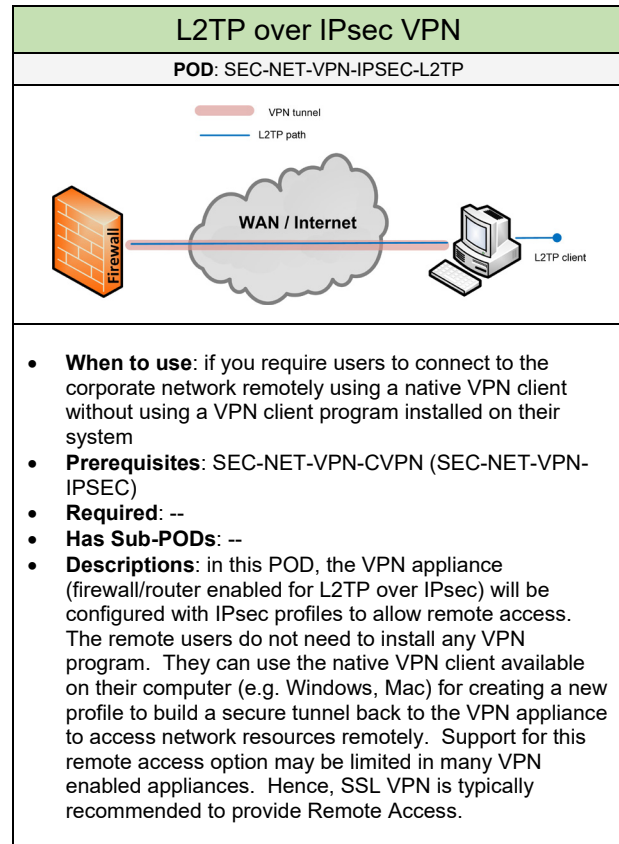 L2TP over IPsec VPN
POD: SEC-NET-VPN-IPSEC-L2TP
VPN tunnel
L2TP path
WAN / Internet
Firewall
L2TP client
• When to use: if you require users to connect to the
corporate network remotely using a native VPN client
without using a VPN client program installed on their
system
• Prerequisites: SEC-NET-VPN-CVPN (SEC-NET-VPN-
IPSEC)
• Required: --
• Has Sub-PODs: --
• Descriptions: in this POD, the VPN appliance
(firewall/router enabled for L2TP over IPsec) will be
configured with IPsec profiles to allow remote access.
The remote users do not need to install any VPN
program. They can use the native VPN client available
on their computer (e.g. Windows, Mac) for creating a new
profile to build a secure tunnel back to the VPN appliance
to access network resources remotely. Support for this
remote access option may be limited in many VPN
enabled appliances. Hence, SSL VPN is typically
recommended to provide Remote Access.